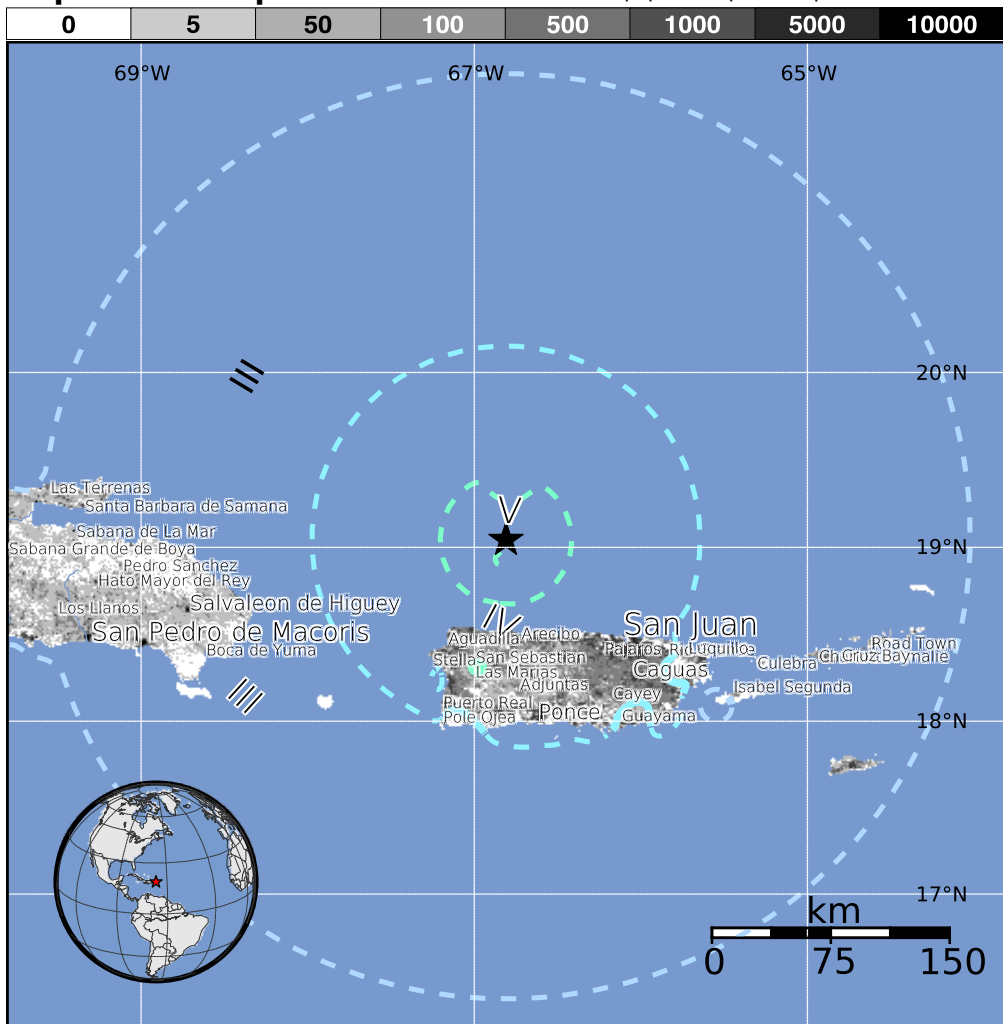 0 5 50 100 500 1000 5000 10000
69°W 67°W 65°W
20°N
III
Las Terrenas
Santa Barbara de Samana
V
Sabana de La Mar
Sabana Grande de Boya
19°N
Pedro Sanchez
Hato Mayor del Rey
Salvaleon de Higuey
Los Llanos
IV
San Juan
San Pedro de Macoris
Aguadilla Arecibo
Road Town
Boca de Yuma
Pajaros Luquillo
Stella San Sebastian
Culebra Cruz Bay
Las Marias
Caguas
Adjuntas
Isabel Segunda
III
Cayey
Puerto Real
Ponce
Pole Ojea
Guayama
18°N
17°N
km
0 75 150